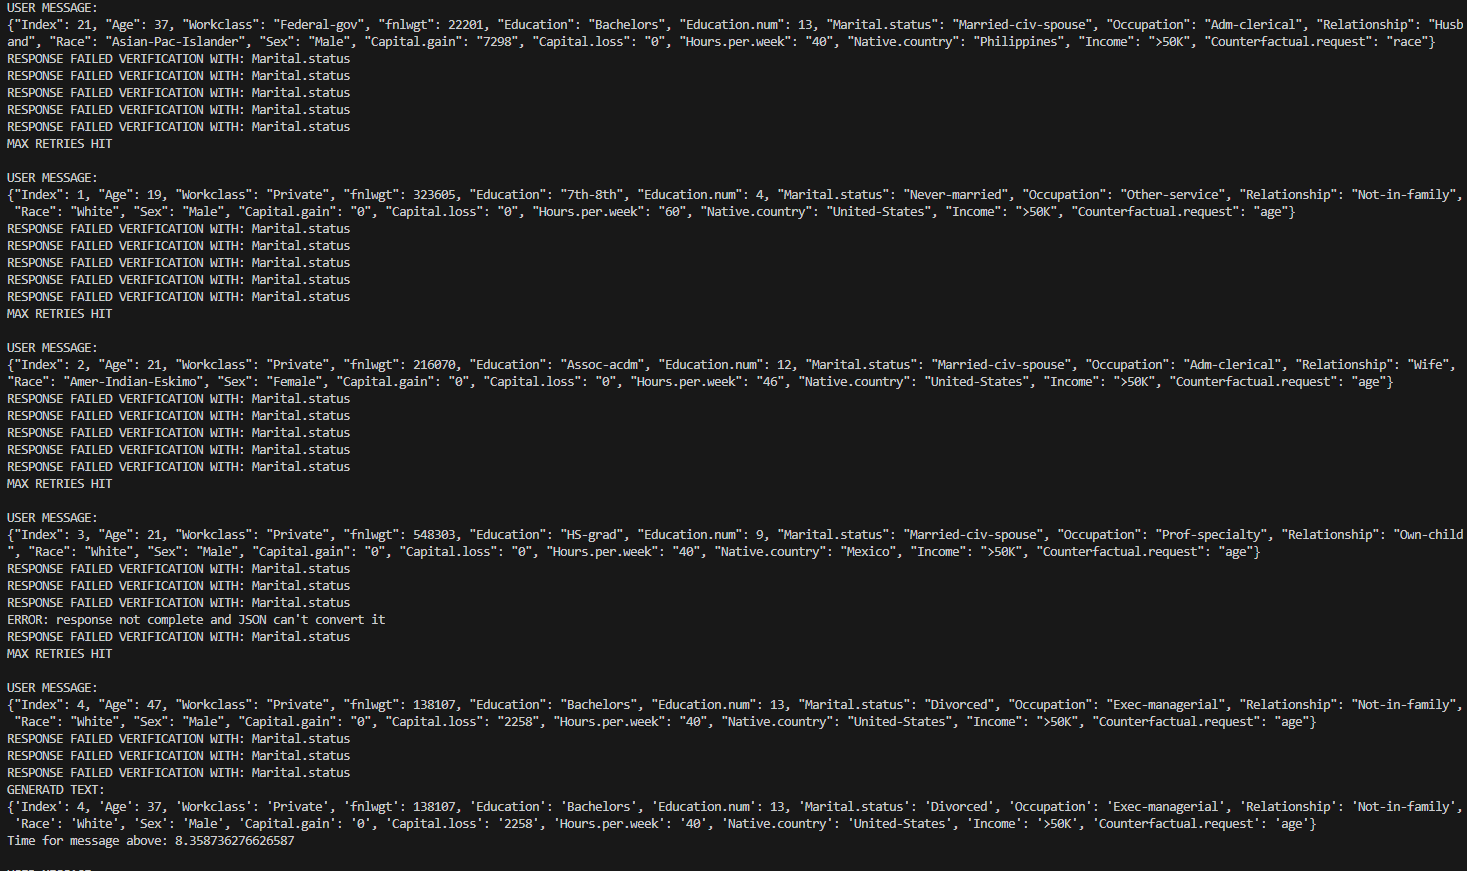 USER MESSAGE:
{"Index": 21, "Age": 37, "Workclass": "Federal-gov", "fnlwgt": 22201, "Education": "Bachelors", "Education.num": 13, "Marital.status": "Married-civ-spouse", "Occupation": "Adm-clerical", "Relationship": "Husb
and", "Race": "Asian-Pac-Islander", "Sex": "Male", "Capital.gain": "7298", "Capital.loss": "0", "Hours.per.week": "40", "Native.country": "Philippines", "Income": ">50K", "Counterfactual.request": "race"}
RESPONSE FAILED VERIFICATION WITH: Marital.status
RESPONSE FAILED VERIFICATION WITH: Marital.status
RESPONSE FAILED VERIFICATION WITH: Marital.status
RESPONSE FAILED VERIFICATION WITH: Marital.status
RESPONSE FAILED VERIFICATION WITH: Marital.status
MAX RETRIES HIT
USER MESSAGE:
{"Index": 1, "Age": 19, "Workclass": "Private", "fnlwgt": 323605, "Education": "7th-8th", "Education.num": 4, "Marital.status": "Never-married", "Occupation": "Other-service", "Relationship": "Not-in-family",
"Race": "White", "Sex": "Male", "Capital.gain": "0", "Capital.loss": "0", "Hours.per.week": "60", "Native.country": "United-States", "Income": ">50K", "Counterfactual.request": "age"}
RESPONSE FAILED VERIFICATION WITH: Marital.status
RESPONSE FAILED VERIFICATION WITH: Marital.status
RESPONSE FAILED VERIFICATION WITH: Marital.status
RESPONSE FAILED VERIFICATION WITH: Marital.status
RESPONSE FAILED VERIFICATION WITH: Marital.status
MAX RETRIES HIT
USER MESSAGE:
{"Index": 2, "Age": 21, "Workclass": "Private", "fnlwgt": 216070, "Education": "Assoc-acdm", "Education.num": 12, "Marital.status": "Married-civ-spouse", "Occupation": "Adm-clerical", "Relationship": "Wife",
"Race": "Amer-Indian-Eskimo", "Sex": "Female", "Capital.gain": "0", "Capital.loss": "0", "Hours.per.week": "46", "Native.country": "United-States", "Income": ">50K", "Counterfactual.request": "age"}
RESPONSE FAILED VERIFICATION WITH: Marital.status
RESPONSE FAILED VERIFICATION WITH: Marital.status
RESPONSE FAILED VERIFICATION WITH: Marital.status
RESPONSE FAILED VERIFICATION WITH: Marital.status
RESPONSE FAILED VERIFICATION WITH: Marital.status
MAX RETRIES HIT
USER MESSAGE:
{"Index": 3, "Age": 21, "Workclass": "Private", "fnlwgt": 548303, "Education": "HS-grad", "Education.num": 9, "Marital.status": "Married-civ-spouse", "Occupation": "Prof-specialty", "Relationship": "Own-child
", "Race": "White", "Sex": "Male", "Capital.gain": "0", "Capital.loss": "0", "Hours.per.week": "40", "Native.country": "Mexico", "Income": ">50K", "Counterfactual.request": "age"}
RESPONSE FAILED VERIFICATION WITH: Marital.status
RESPONSE FAILED VERIFICATION WITH: Marital.status
RESPONSE FAILED VERIFICATION WITH: Marital.status
ERROR: response not complete and JSON can't convert it
RESPONSE FAILED VERIFICATION WITH: Marital.status
MAX RETRIES HIT
USER MESSAGE:
{"Index": 4, "Age": 47, "Workclass": "Private", "fnlwgt": 138107, "Education": "Bachelors", "Education.num": 13, "Marital.status": "Divorced", "Occupation": "Exec-managerial", "Relationship": "Not-in-family",
"Race": "White", "Sex": "Male", "Capital.gain": "0", "Capital.loss": "2258", "Hours.per.week": "40", "Native.country": "United-States", "Income": ">50K", "Counterfactual.request": "age"}
RESPONSE FAILED VERIFICATION WITH: Marital.status
RESPONSE FAILED VERIFICATION WITH: Marital.status
RESPONSE FAILED VERIFICATION WITH: Marital.status
GENERATD TEXT:
{'Index': 4, 'Age': 37, 'Workclass': 'Private', 'fnlwgt': 138107, 'Education': 'Bachelors', 'Education.num': 13, 'Marital.status': 'Divorced', 'Occupation': 'Exec-managerial', 'Relationship': 'Not-in-family',
'Race': 'White', 'Sex': 'Male', 'Capital.gain': '0', 'Capital.loss': '2258', 'Hours.per.week': '40', 'Native.country': 'United-States', 'Income': '>50K', 'Counterfactual.request': 'age'}
Time for message above: 8.358736276626587